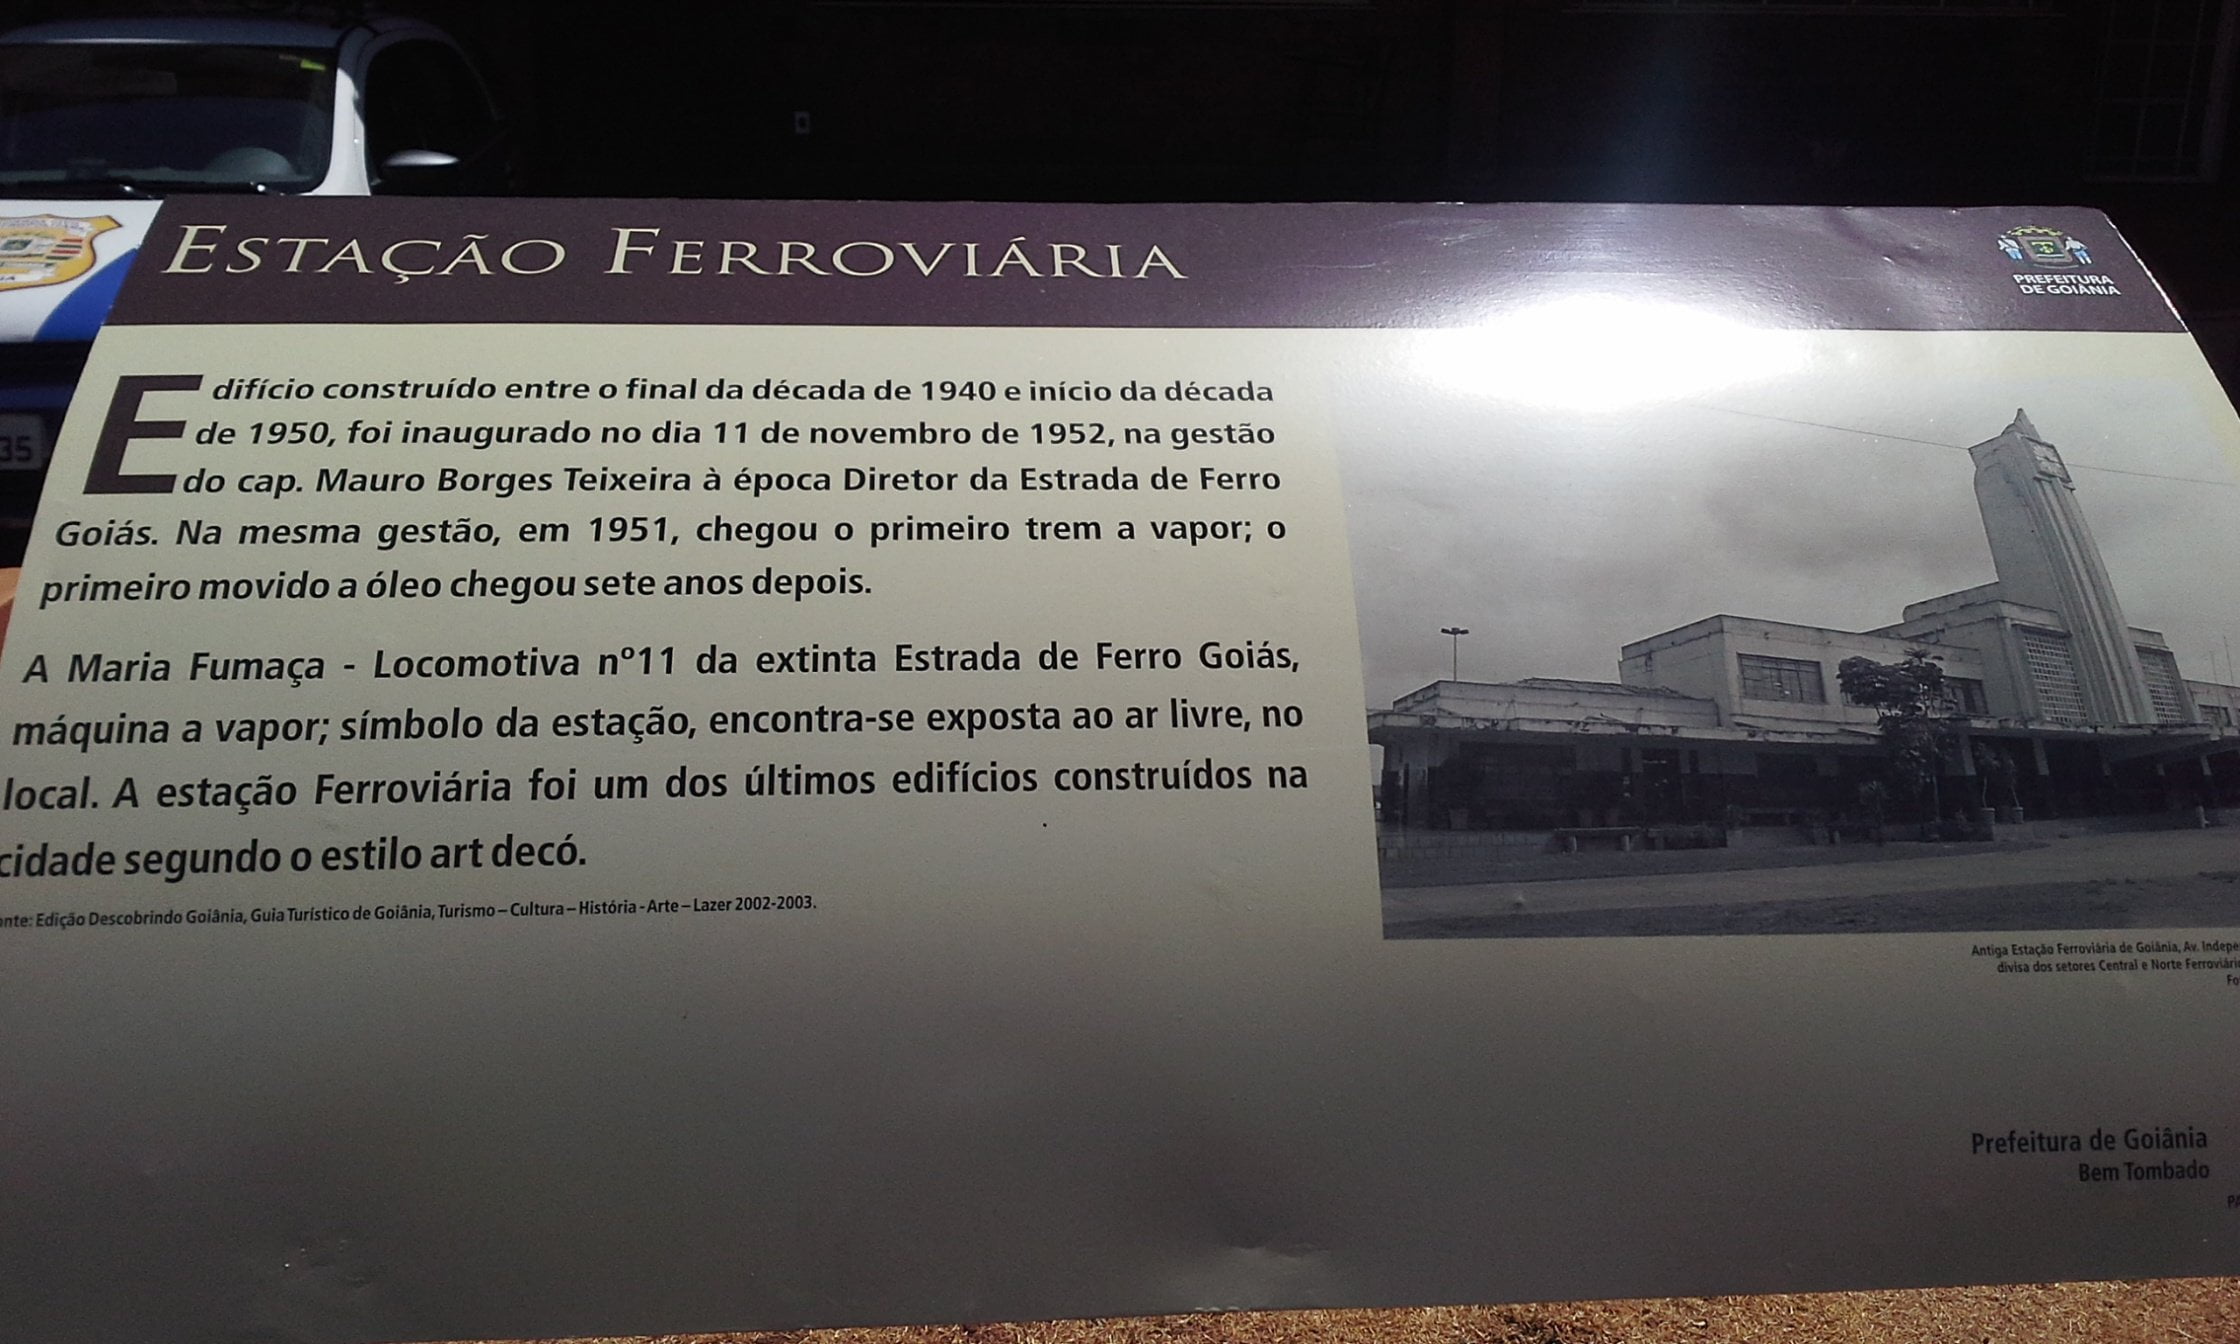 ESTAÇÃO FERROVIÁRIA
PREFEITURA
DE GOIÂNIA
Edifício construído entre o final da década de 1940 e início da década
de 1950, foi inaugurado no dia 11 de novembro de 1952, na gestão
do cap. Mauro Borges Teixeira à época Diretor da Estrada de Ferro
Goiás. Na mesma gestão, em 1951, chegou o primeiro trem a vapor; o
primeiro movido a óleo chegou sete anos depois.
A Maria Fumaça - Locomotiva nº11 da extinta Estrada de Ferro Goiás,
máquina a vapor; símbolo da estação, encontra-se exposta ao ar livre, no
local. A estação Ferroviária foi um dos últimos edifícios construídos na
cidade segundo o estilo art decó.
Edição Descobrindo Goiânia, Guia Turístico de Goiânia, Turismo – Cultura – História - Arte – Lazer 2002-2003.
Antiga Estação Ferroviária de Goiânia, Av.
divisa dos setores Central e Norte
Prefeitura de Goiânia
Bem Tombado
35